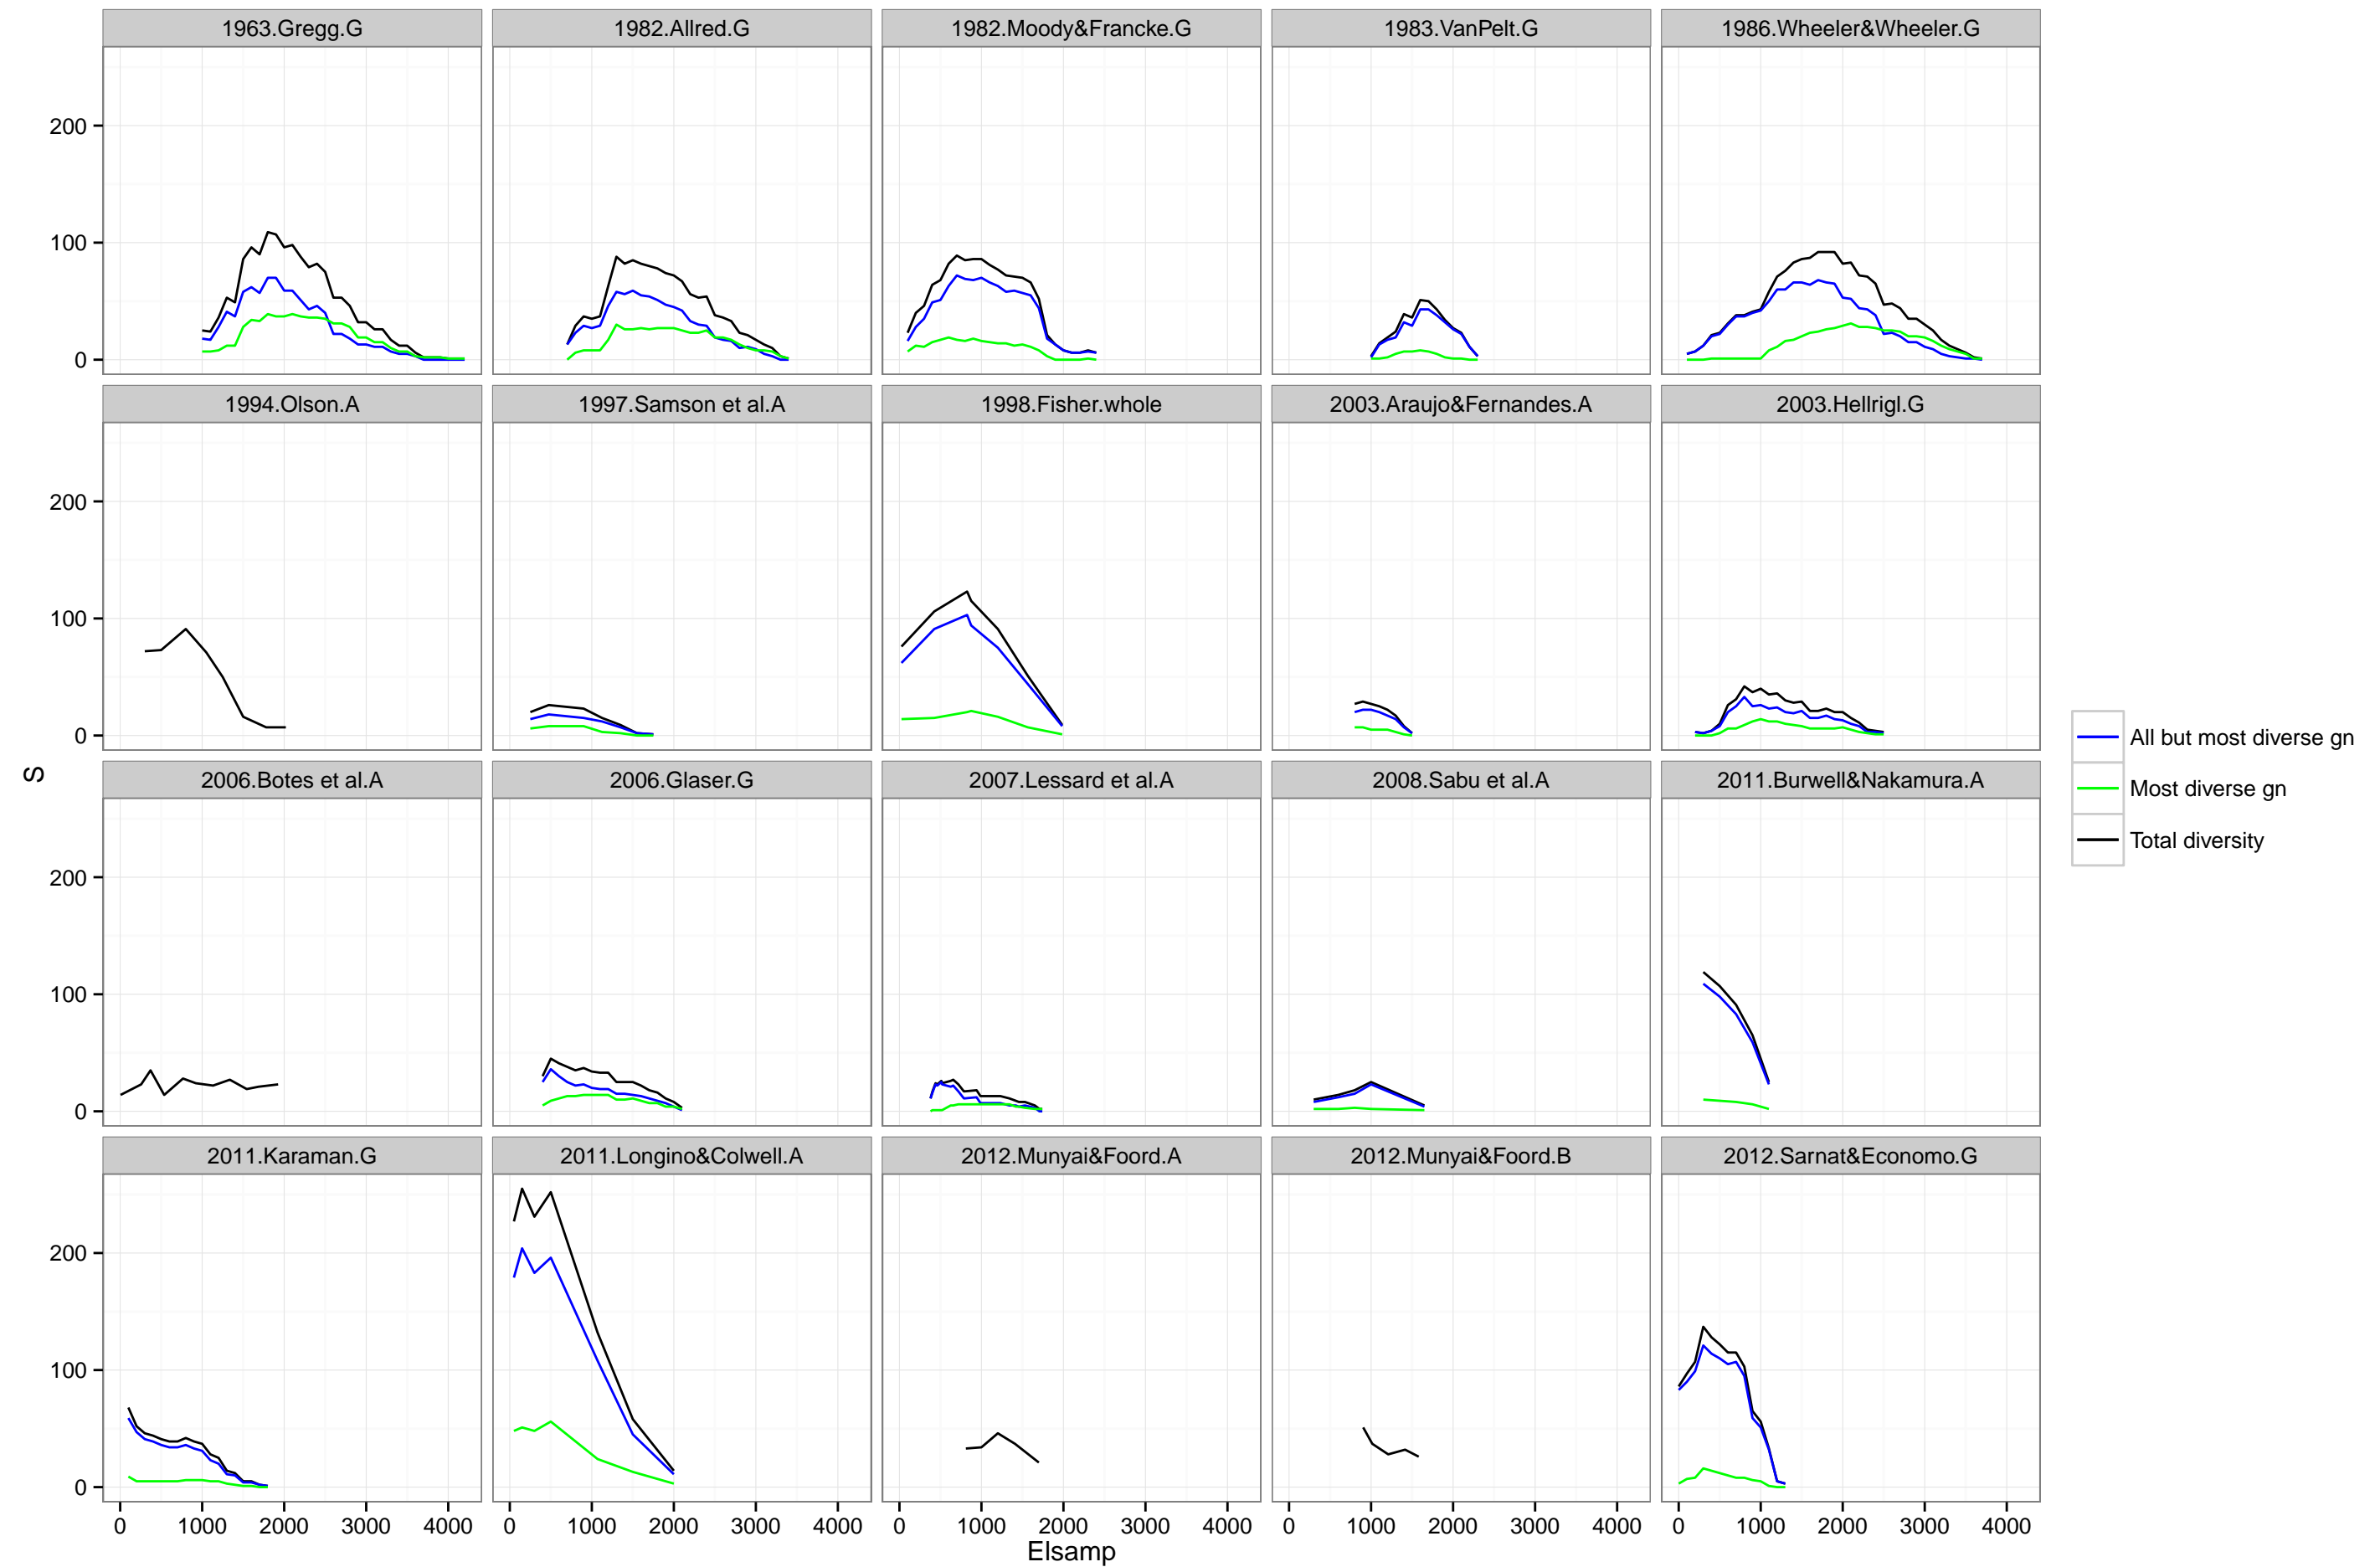 1963.Gregg.G 1982.Allred.G 1982.Moody&Francke.G 1983.VanPelt.G 1986.Wheeler&Wheeler.G
200
100
0
1994.Olson.A 1997.Samson et al.A 1998.Fisher.whole 2003.Araujo&Fernandes.A 2003.Hellrigl.G
200
100
0
S
2006.Botes et al.A 2006.Glaser.G 2007.Lessard et al.A 2008.Sabu et al.A 2011.Burwell&Nakamura.A
200
100
0
2011.Karaman.G 2011.Longino&Colwell.A 2012.Munyai&Foord.A 2012.Munyai&Foord.B 2012.Sarnat&Economo.G
200
100
0
0 1000 2000 3000 4000 0 1000 2000 3000 4000 0 1000 2000 3000 4000 0 1000 2000 3000 4000 0 1000 2000 3000 4000
Elsamp
All but most diverse gn
Most diverse gn
Total diversity